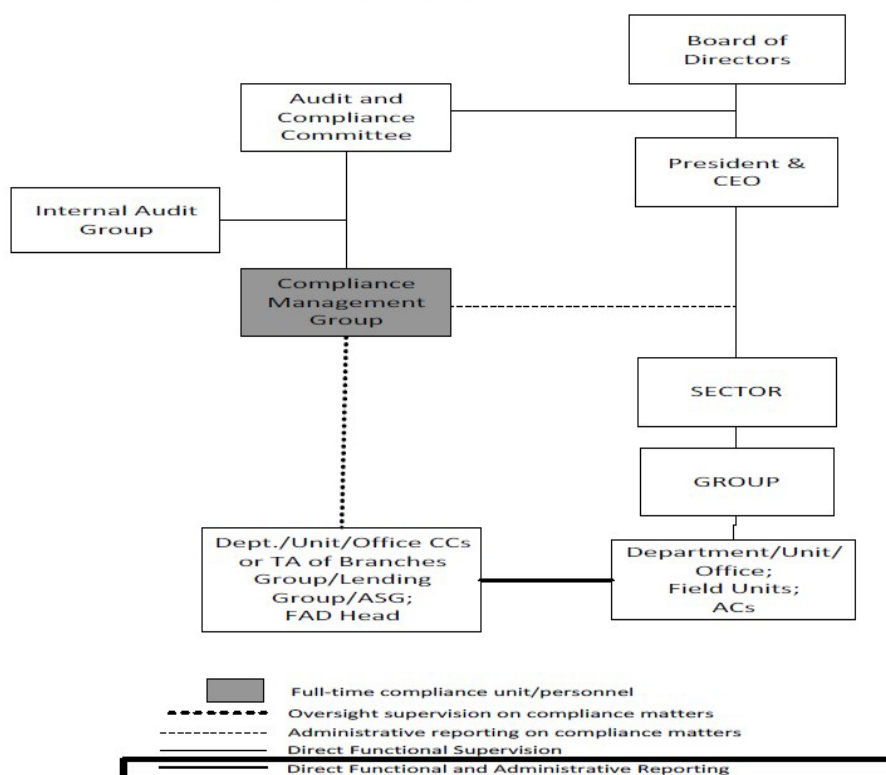 Board of
Directors
Audit and
Compliance
Committee
President &
CEO
Internal Audit
Group
Compliance
Management
Group
SECTOR
GROUP
Dept./Unit/Office CCs
or TA of Branches
Group/Lending
Group/ASG;
FAD Head
Department/Unit/
Office;
Field Units;
ACs
Full-time compliance unit/personnel
Oversight supervision on compliance matters
Administrative reporting on compliance matters
Direct Functional Supervision
Direct Functional and Administrative Reporting